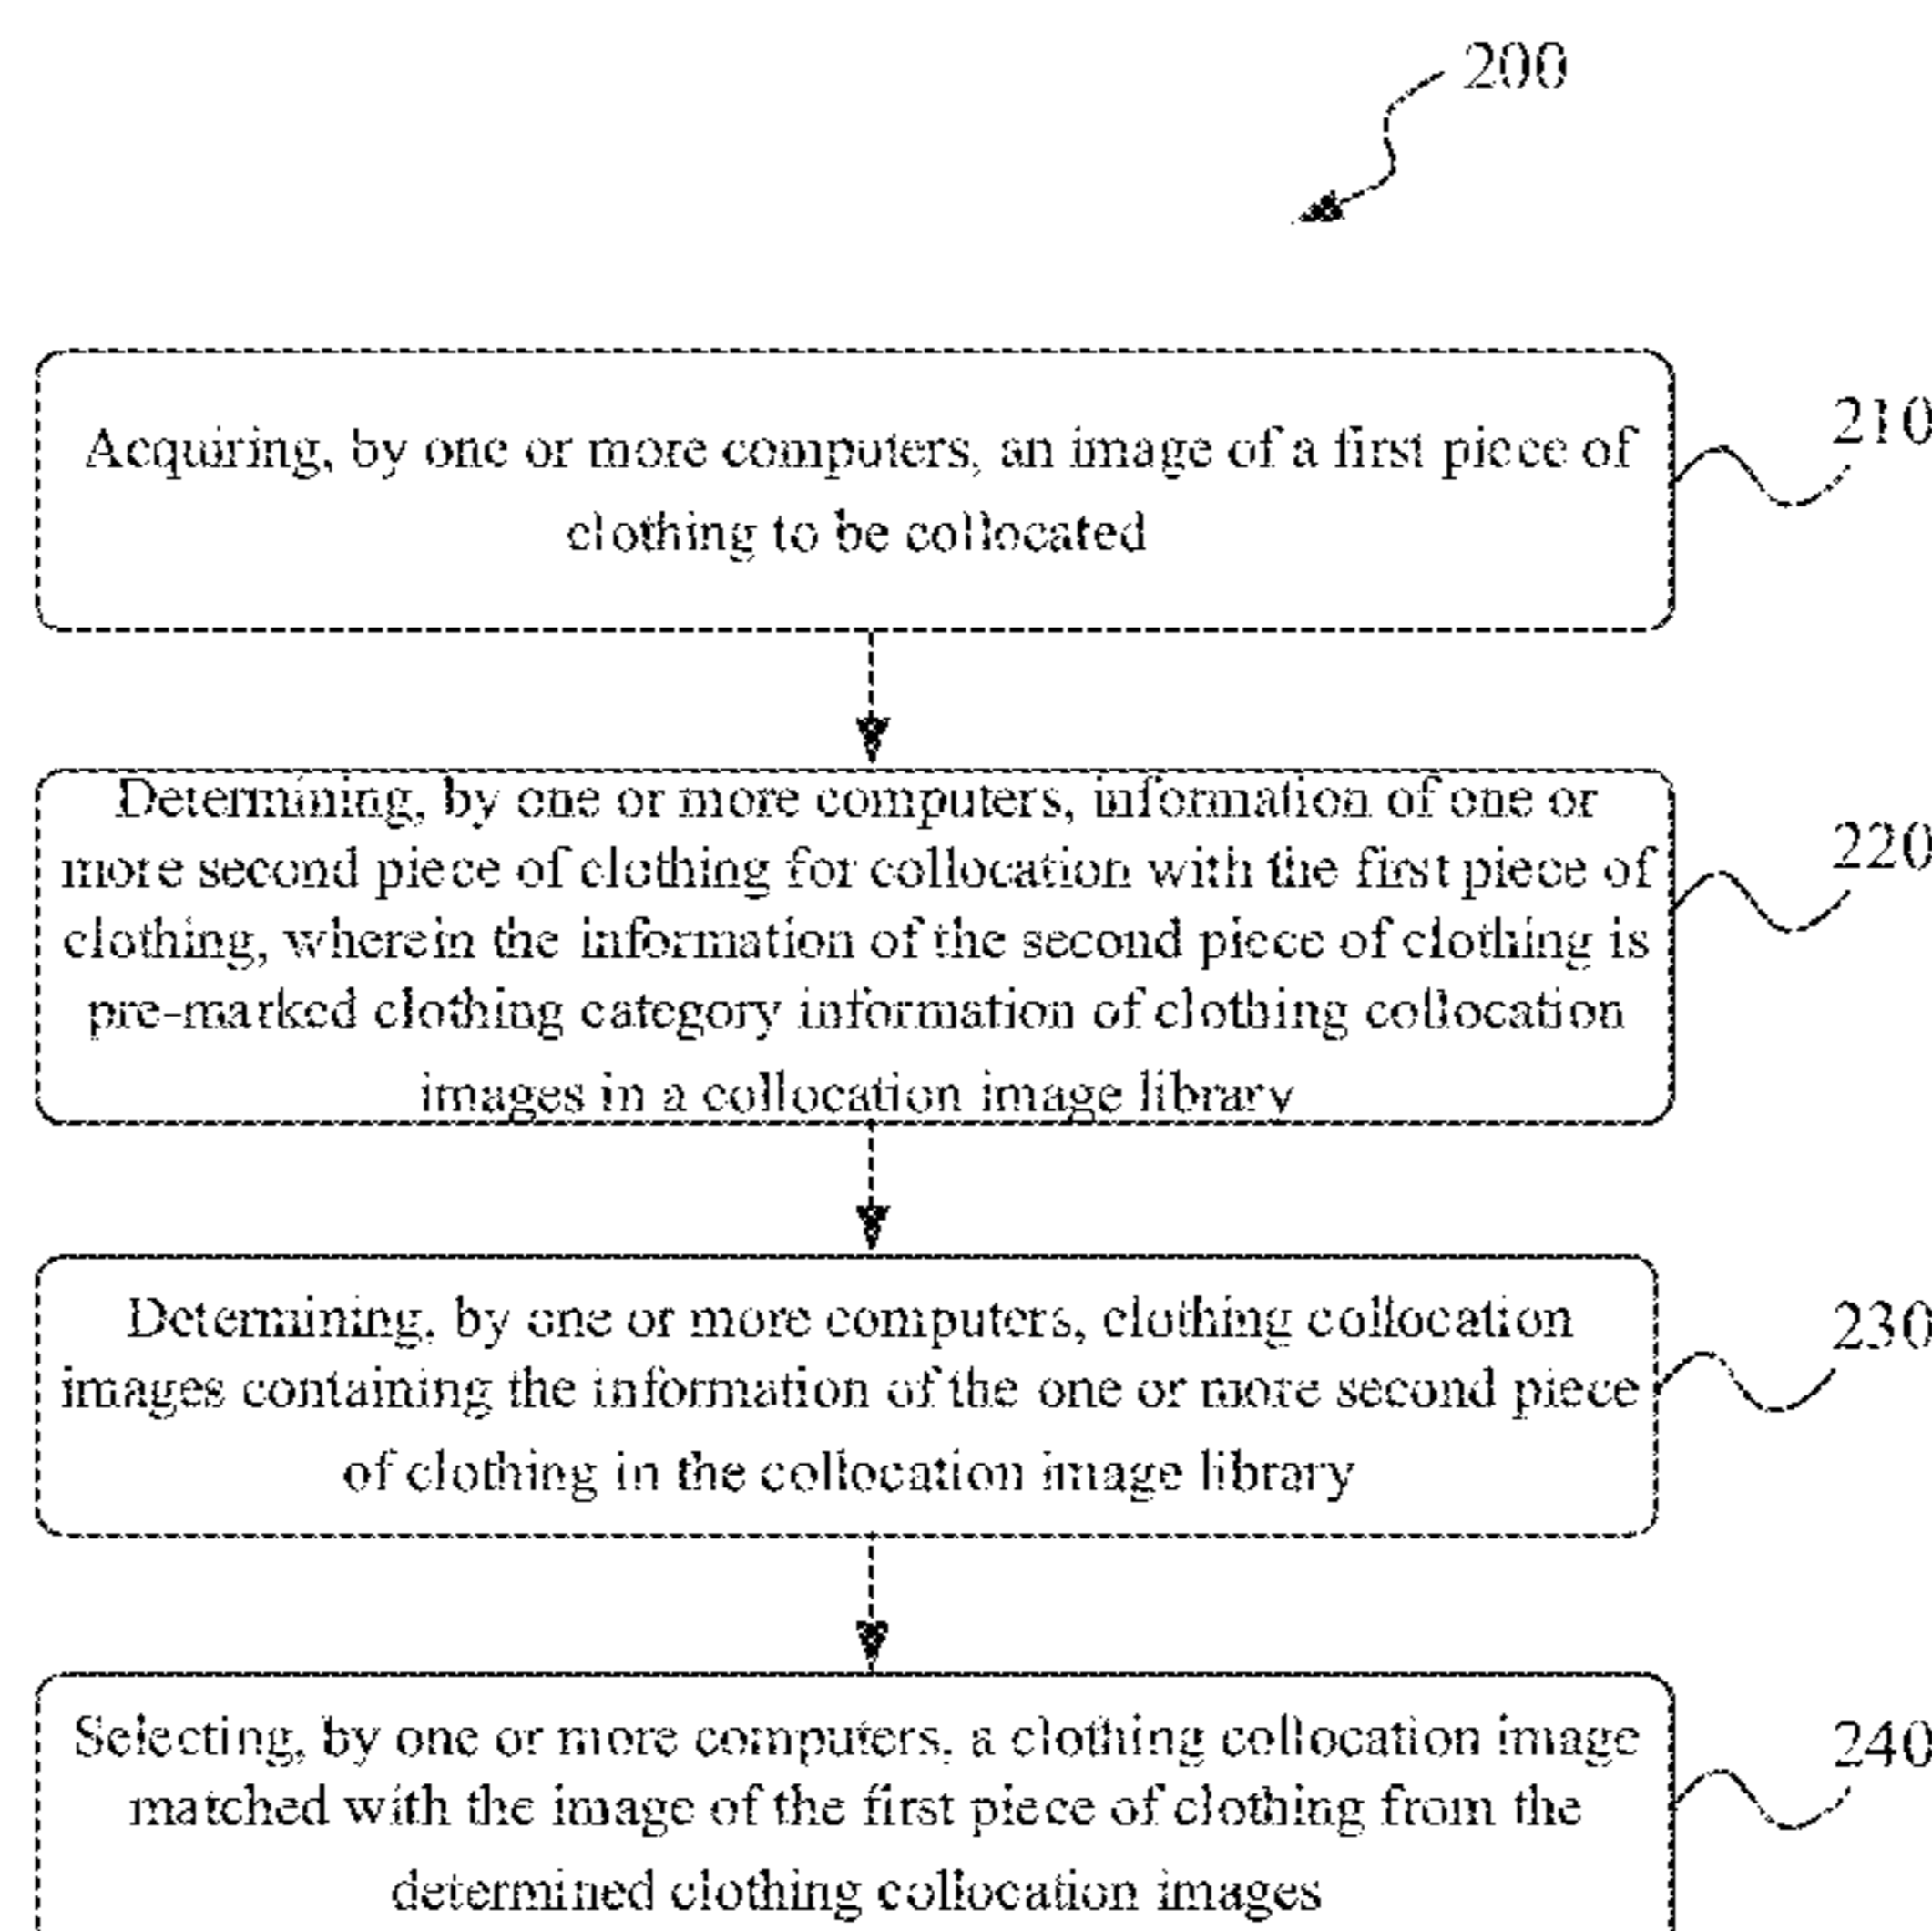 200
Acquiring, by one or more computers, an image of a first piece of
clothing to be collocated
210
Determining, by one or more computers, information of one or
more second piece of clothing for collocation with the first piece of
clothing, wherein the information of the second piece of clothing is
pre-marked clothing category information of clothing collocation
images in a collocation image library
220
Determining, by one or more computers, clothing collocation
images containing the information of the one or more second piece
of clothing in the collocation image library
230
Selecting, by one or more computers, a clothing collocation image
matched with the image of the first piece of clothing from the
determined clothing collocation images
240